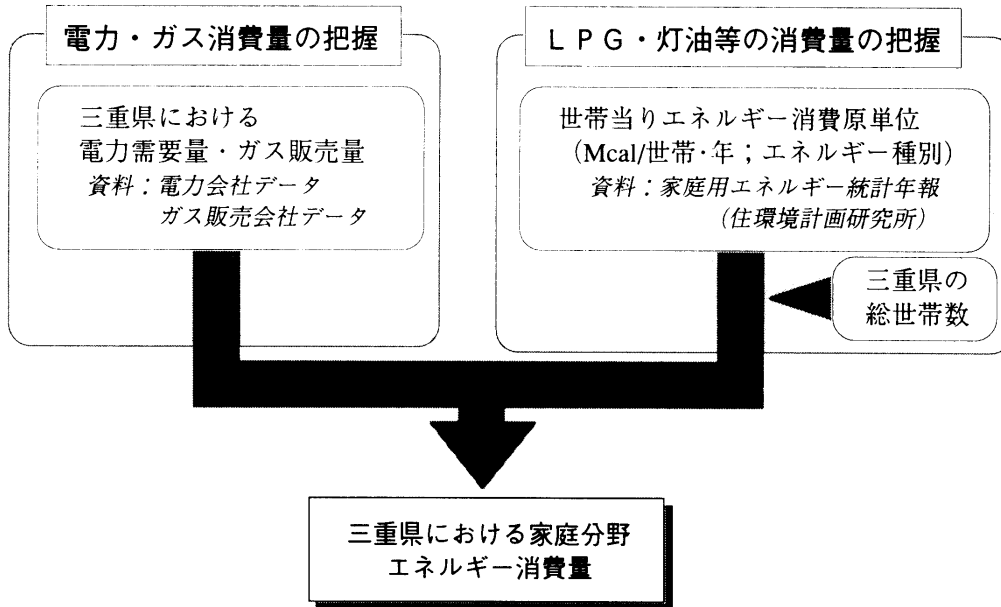 電力・ガス消費量の把握
三重県における
電力需要量・ガス販売量
資料：電力会社データ
ガス販売会社データ
ＬＰＧ・灯油等の消費量の把握
世帯当りエネルギー消費原単位
（Mcal/世帯・年；エネルギー種別）
資料：家庭用エネルギー統計年報
（住環境計画研究所）
三重県の
総世帯数
三重県における家庭分野
エネルギー消費量